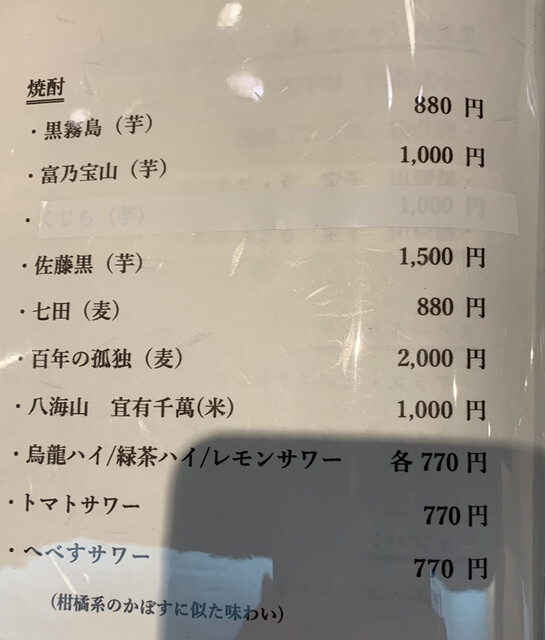 焼酎
・黒霧島（芋） 880 円
・富乃宝山（芋） 1,000 円
・くじら（芋） 1,000 円
・佐藤黒（芋） 1,500 円
・七田（麦） 880 円
・百年の孤独（麦） 2,000 円
・八海山　宜有千萬(米) 1,000 円
・烏龍ハイ/緑茶ハイ/レモンサワー 各 770 円
・トマトサワー 770 円
・へべすサワー 770 円
(柑橘系のかぼすに似た味わい)